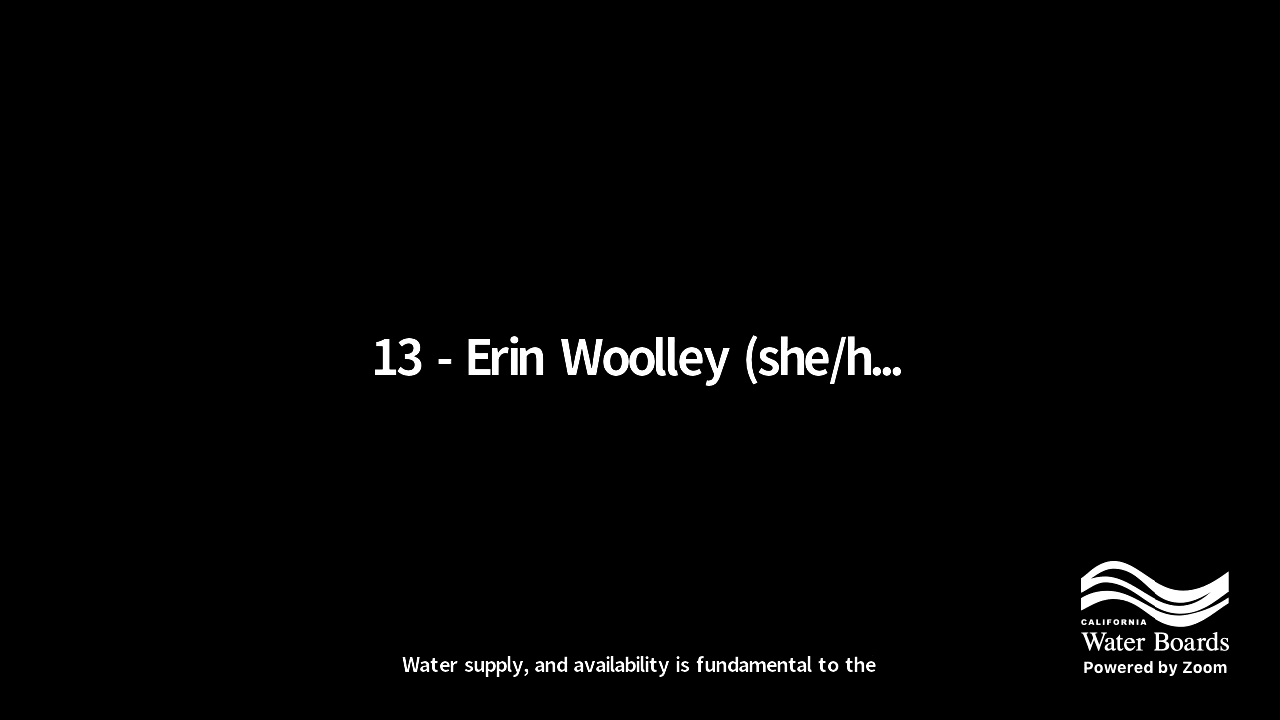 13 - Erin Woolley (she/h...
CALIFORNIA
Water Boards
Water supply, and availability is fundamental to the
Powered by Zoom